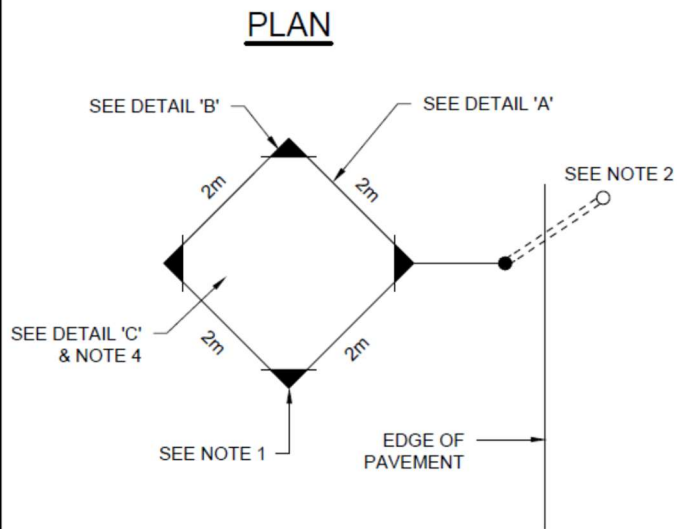 PLAN
SEE DETAIL 'B'
SEE DETAIL 'A'
SEE NOTE 2
2m
2m
SEE DETAIL 'C'
& NOTE 4
2m
2m
SEE NOTE 1
EDGE OF
PAVEMENT